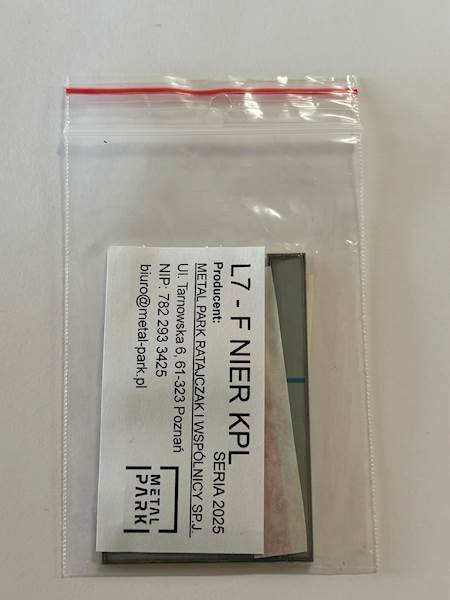 L7 - F NIER KPL
SERIA 2025
Producent:
METAL PARK RATAJCZAK I WSPÓLNICY SP.J.
Ul. Tarnowska 6, 61-323 Poznań
NIP: 782 293 3425
biuro@metal-park.pl
METAL
PARK